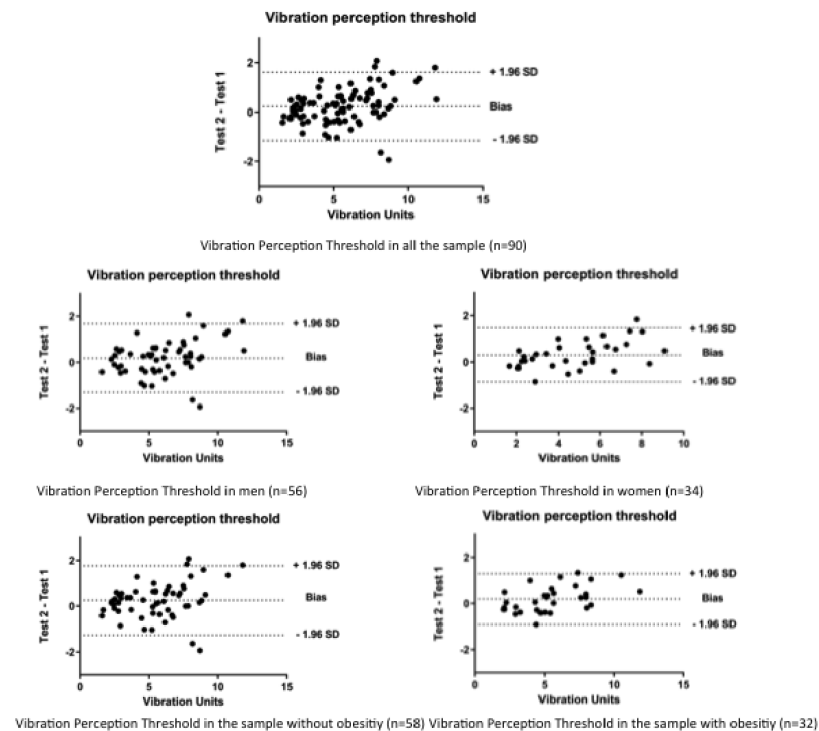 Vibration perception threshold
2
0
-2
Test 2 - Test 1
+ 1.96 SD
Bias
- 1.96 SD
0 5 10 15
Vibration Units
Vibration Perception Threshold in all the sample (n=90)
Vibration perception threshold
2
0
-2
Test 2 - Test 1
+ 1.96 SD
Bias
- 1.96 SD
0 5 10 15
Vibration Units
Vibration Perception Threshold in men (n=56)
Vibration perception threshold
2
0
-2
Test 2 - Test 1
+ 1.96 SD
Bias
- 1.96 SD
0 2 4 6 8 10
Vibration Units
Vibration Perception Threshold in women (n=34)
Vibration perception threshold
2
0
-2
Test 2 - Test 1
+ 1.96 SD
Bias
- 1.96 SD
0 5 10 15
Vibration Units
Vibration Perception Threshold in the sample without obesitiy (n=58)
Vibration perception threshold
2
0
-2
Test 2 - Test 1
+ 1.96 SD
Bias
- 1.96 SD
0 5 10 15
Vibration Units
Vibration Perception Threshold in the sample with obesitiy (n=32)